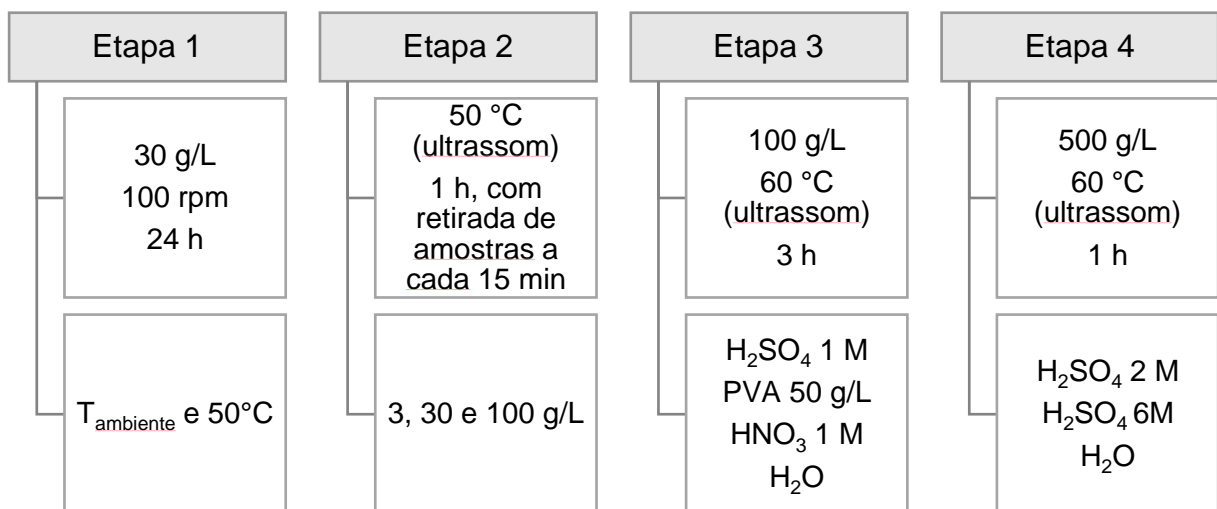 Etapa 1
30 g/L
100 rpm
24 h
T_ambiente e 50°C
Etapa 2
50 °C
(ultrassom)
1 h, com
retirada de
amostras a
cada 15 min
3, 30 e 100 g/L
Etapa 3
100 g/L
60 °C
(ultrassom)
3 h
H₂SO₄ 1 M
PVA 50 g/L
HNO₃ 1 M
H₂O
Etapa 4
500 g/L
60 °C
(ultrassom)
1 h
H₂SO₄ 2 M
H₂SO₄ 6M
H₂O